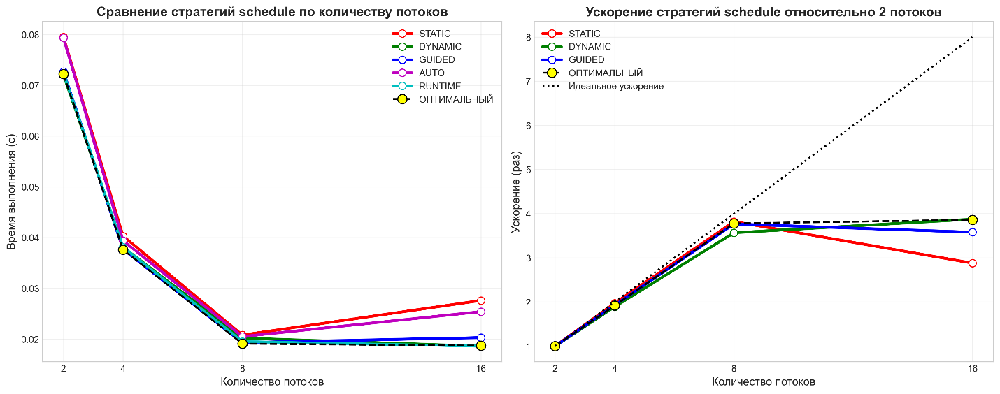 Сравнение стратегий schedule по количеству потоков
Время выполнения (с)
0.08
0.07
0.06
0.05
0.04
0.03
0.02
2
4
8
16
Количество потоков
STATIC
DYNAMIC
GUIDED
AUTO
RUNTIME
ОПТИМАЛЬНЫЙ
Ускорение стратегий schedule относительно 2 потоков
Ускорение (раз)
8
7
6
5
4
3
2
1
2
4
8
16
Количество потоков
STATIC
DYNAMIC
GUIDED
ОПТИМАЛЬНЫЙ
Идеальное ускорение